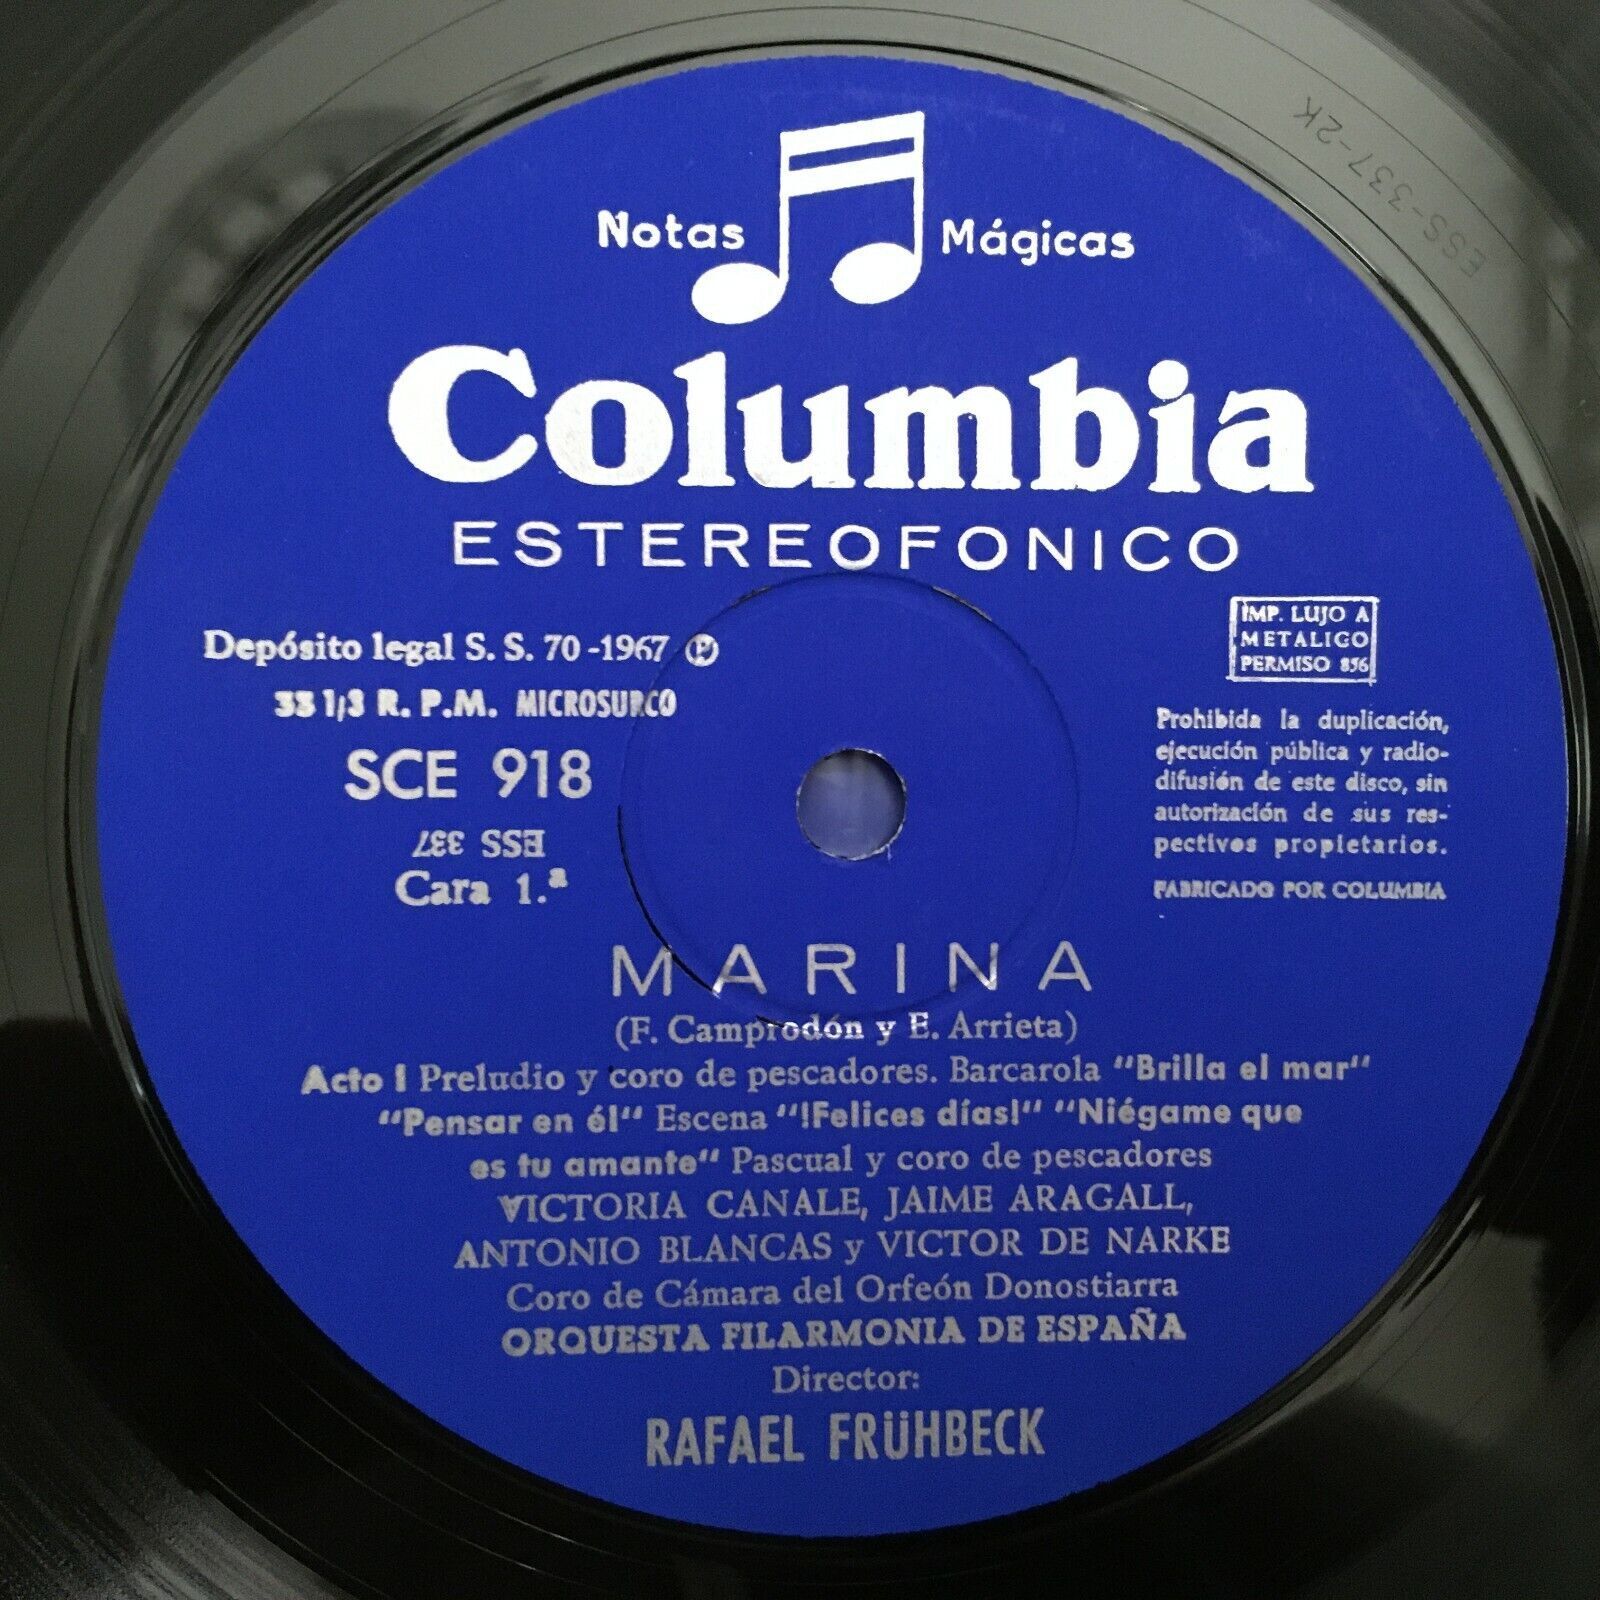 Notas Mágicas
Columbia
ESTEREOFONICO
Depósito legal S. S. 70 -1967 ℗
33 1/3 R. P. M. MICROSURCO
SCE 918
ESS 337
Cara 1.ª
IMP. LUJO A
METALICO
PERMISO 856
Prohibida la duplicación,
ejecución pública y radio-
difusión de este disco, sin
autorización de sus res-
pectivos propietarios.
FABRICADO POR COLUMBIA
MARINA
(F. Camprodón y E. Arrieta)
Acto I Preludio y coro de pescadores. Barcarola "Brilla el mar"
"Pensar en él" Escena "!Felices días!" "Niégame que
es tu amante" Pascual y coro de pescadores
VICTORIA CANALE, JAIME ARAGALL,
ANTONIO BLANCAS y VICTOR DE NARKE
Coro de Cámara del Orfeón Donostiarra
ORQUESTA FILARMONIA DE ESPAÑA
Director:
RAFAEL FRÜHBECK
ESS-337-2K